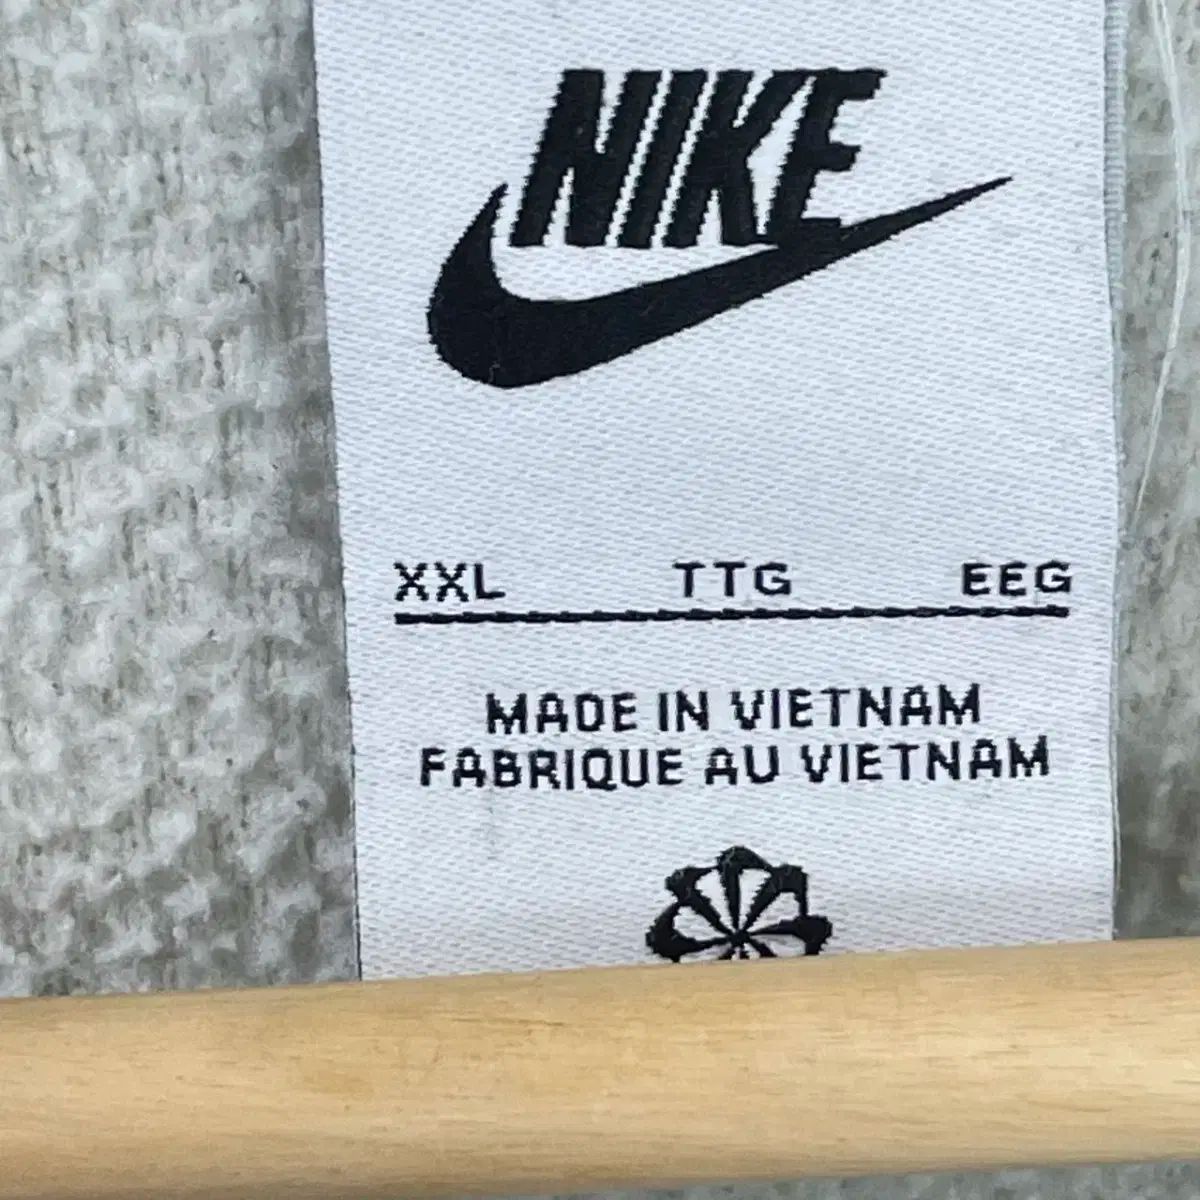 NIKE
XXL TTG EEG
MADE IN VIETNAM
FABRIQUE AU VIETNAM